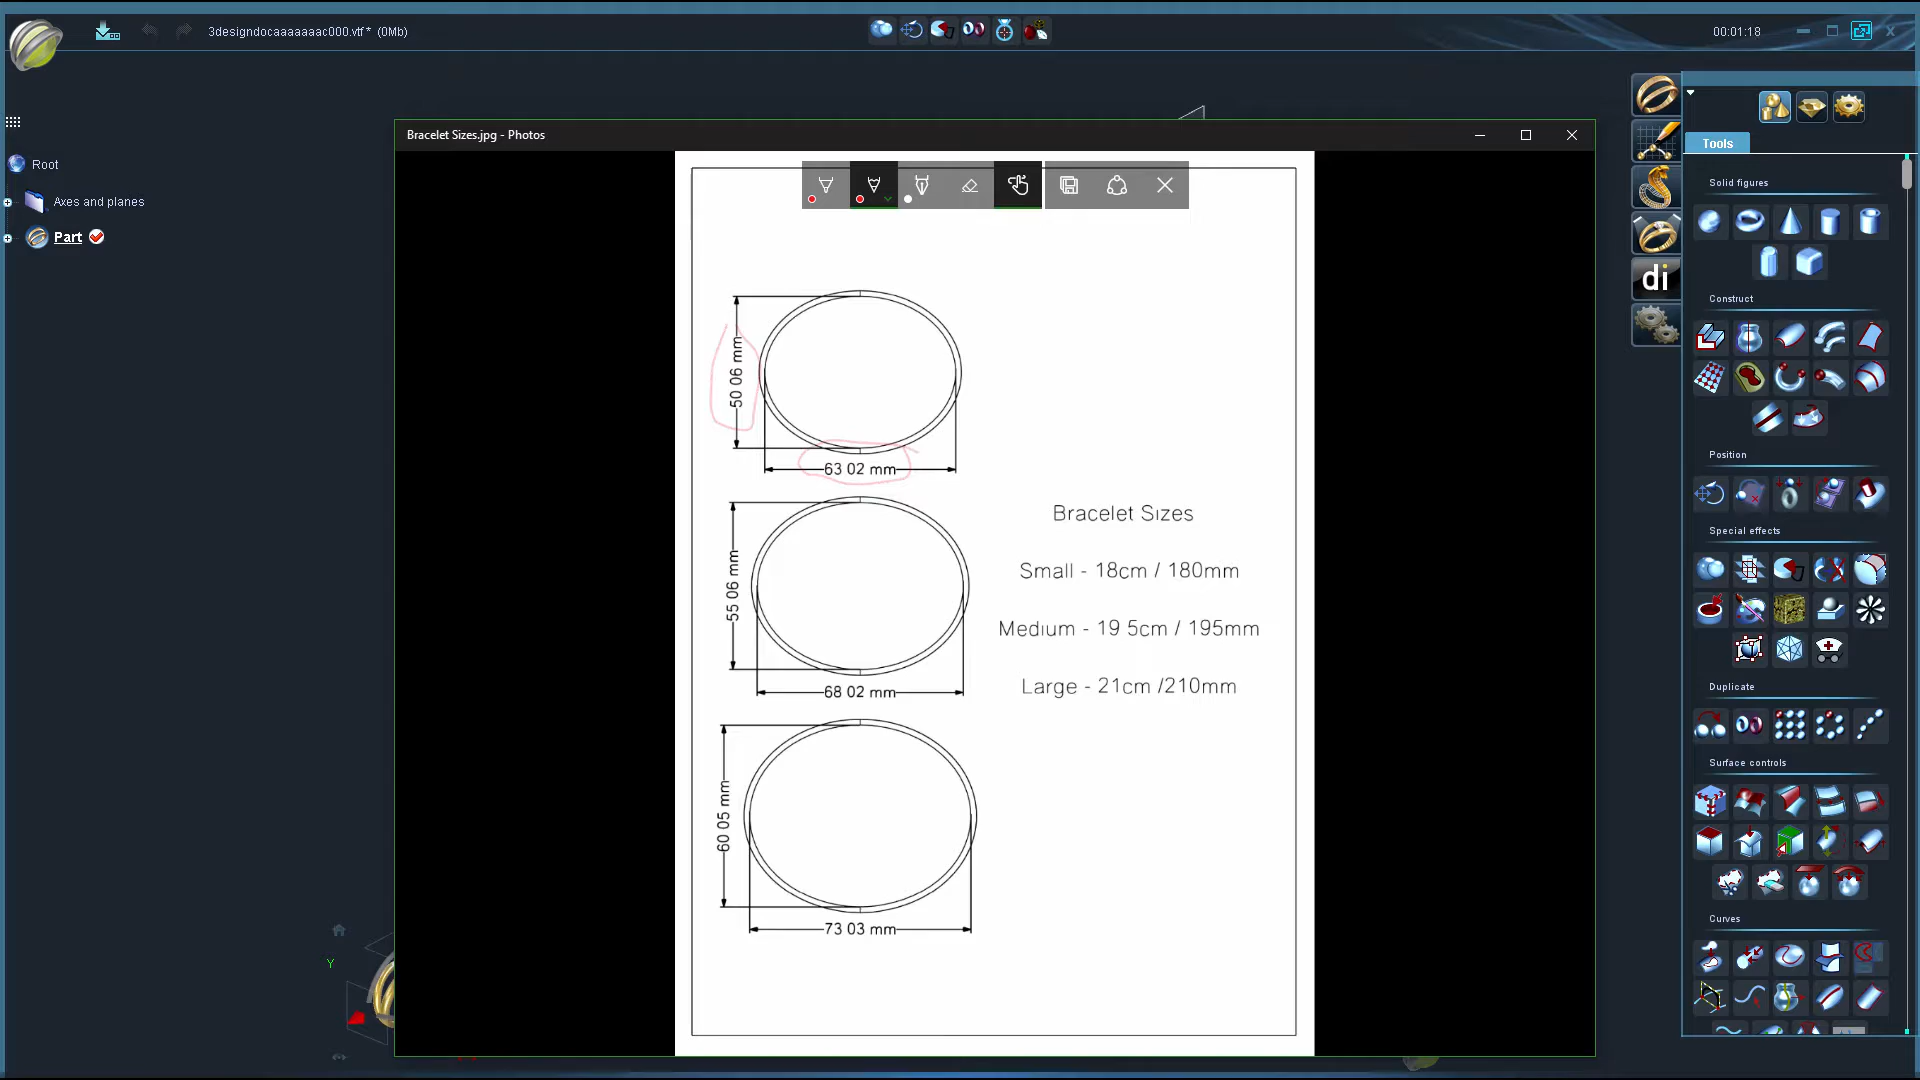 3designdocaaaaaaac000.vtf* (0Mb)
00:01:18
Root
Axes and planes
Part
Bracelet Sizes.jpg - Photos
50 06 mm
63 02 mm
55 06 mm
68 02 mm
60 05 mm
73 03 mm
Bracelet Sizes
Small - 18cm / 180mm
Medium - 19 5cm / 195mm
Large - 21cm /210mm
Y
di
Tools
Solid figures
Construct
Position
Special effects
Duplicate
Surface controls
Curves